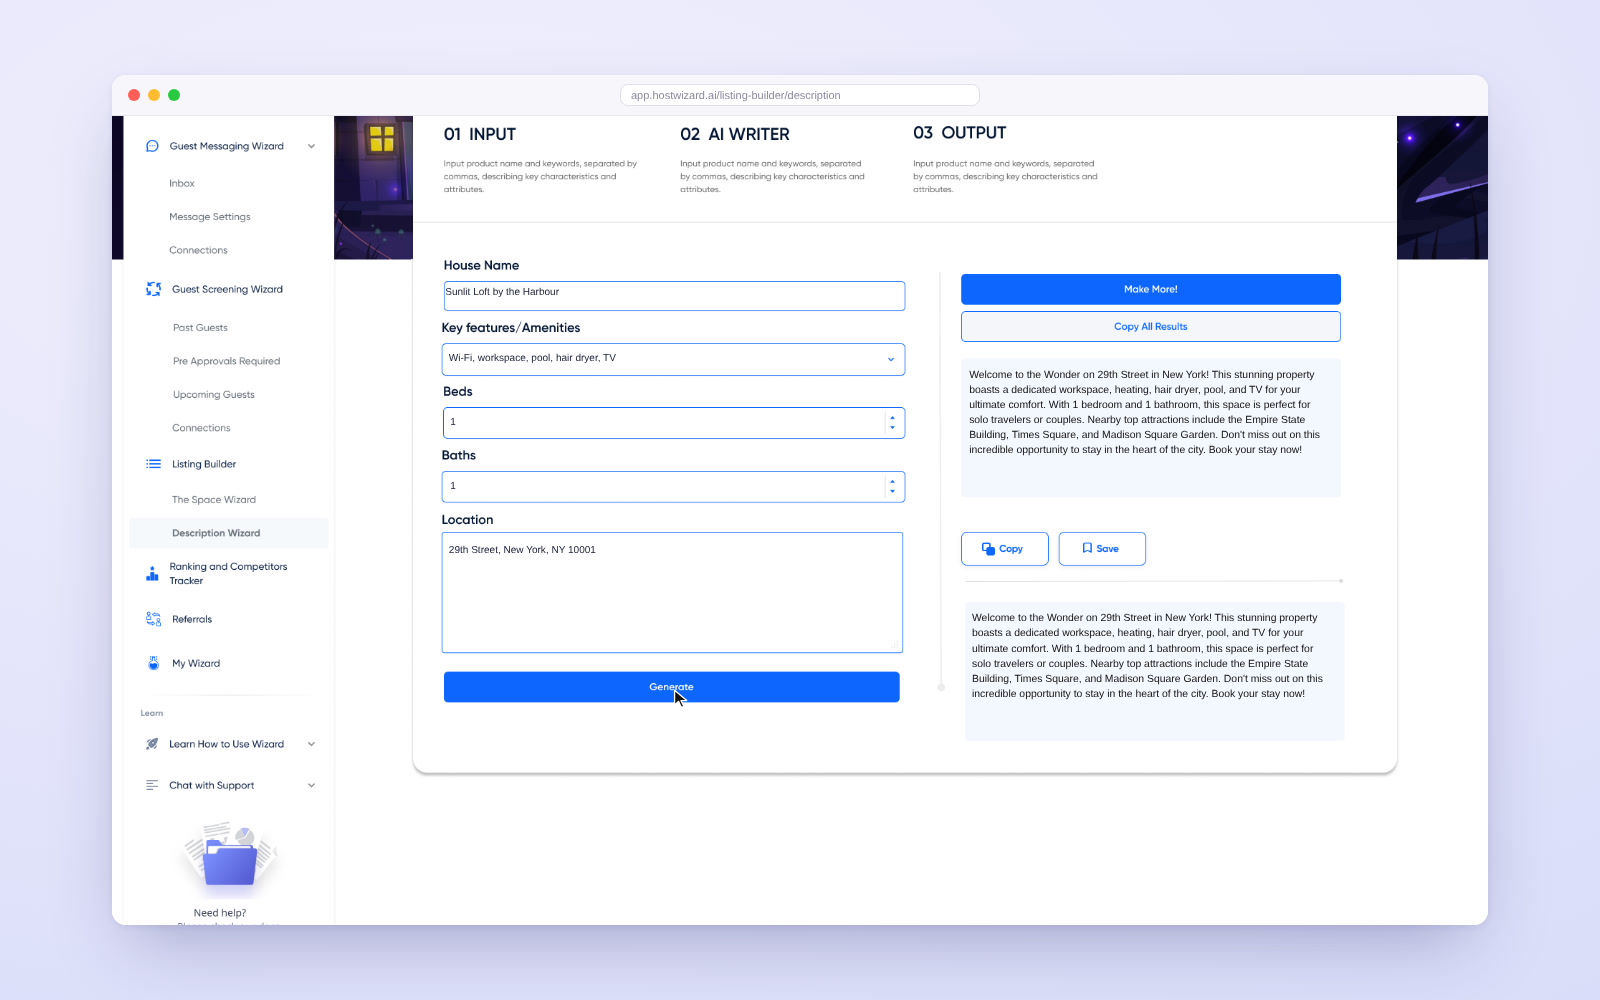 app.hostwizard.ai/listing-builder/description
Guest Messaging Wizard
Inbox
Message Settings
Connections
Guest Screening Wizard
Past Guests
Pre Approvals Required
Upcoming Guests
Connections
Listing Builder
The Space Wizard
Description Wizard
Ranking and Competitors
Tracker
Referrals
My Wizard
Learn
Learn How to Use Wizard
Chat with Support
Need help?
01 INPUT
Input product name and keywords, separated by
commas, describing key characteristics and
attributes.
02 AI WRITER
Input product name and keywords, separated
by commas, describing key characteristics and
attributes.
03 OUTPUT
Input product name and keywords, separated
by commas, describing key characteristics and
attributes.
House Name
Sunlit Loft by the Harbour
Key features/Amenities
Wi-Fi, workspace, pool, hair dryer, TV
Beds
1
Baths
1
Location
29th Street, New York, NY 10001
Generate
Make More!
Copy All Results
Welcome to the Wonder on 29th Street in New York! This stunning property
boasts a dedicated workspace, heating, hair dryer, pool, and TV for your
ultimate comfort. With 1 bedroom and 1 bathroom, this space is perfect for
solo travelers or couples. Nearby top attractions include the Empire State
Building, Times Square, and Madison Square Garden. Don't miss out on this
incredible opportunity to stay in the heart of the city. Book your stay now!
Copy
Save
Welcome to the Wonder on 29th Street in New York! This stunning property
boasts a dedicated workspace, heating, hair dryer, pool, and TV for your
ultimate comfort. With 1 bedroom and 1 bathroom, this space is perfect for
solo travelers or couples. Nearby top attractions include the Empire State
Building, Times Square, and Madison Square Garden. Don't miss out on this
incredible opportunity to stay in the heart of the city. Book your stay now!